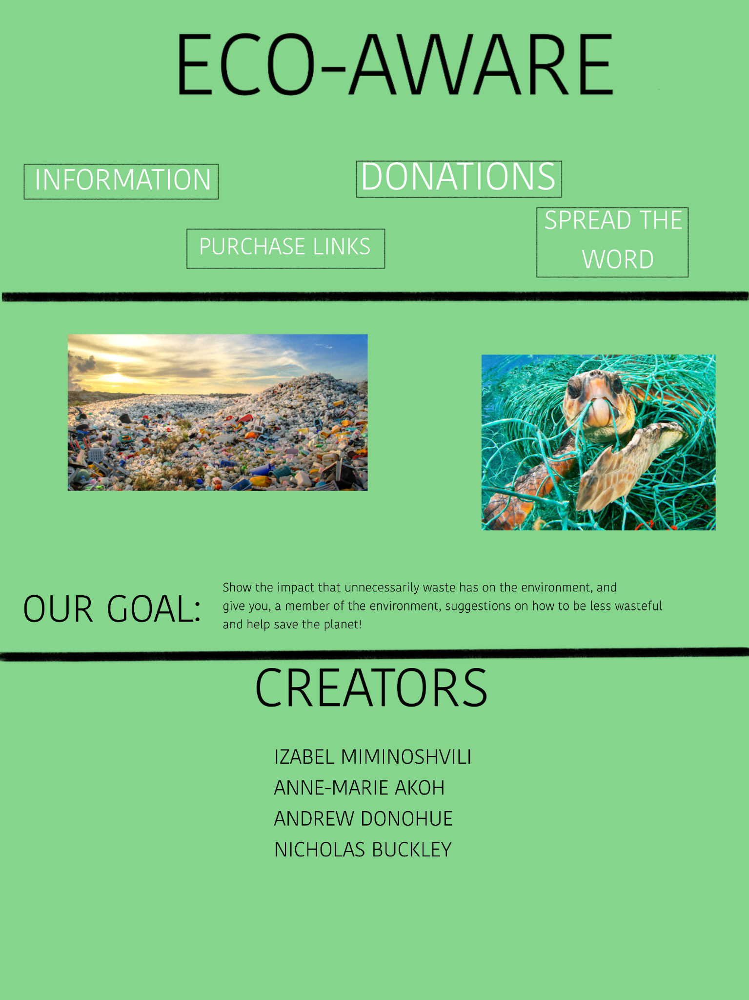 ECO-AWARE
INFORMATION
DONATIONS
PURCHASE LINKS
SPREAD THE
WORD
OUR GOAL:
Show the impact that unnecessarily waste has on the environment, and
give you, a member of the environment, suggestions on how to be less wasteful
and help save the planet!
CREATORS
IZABEL MIMINOSHVILI
ANNE-MARIE AKOH
ANDREW DONOHUE
NICHOLAS BUCKLEY